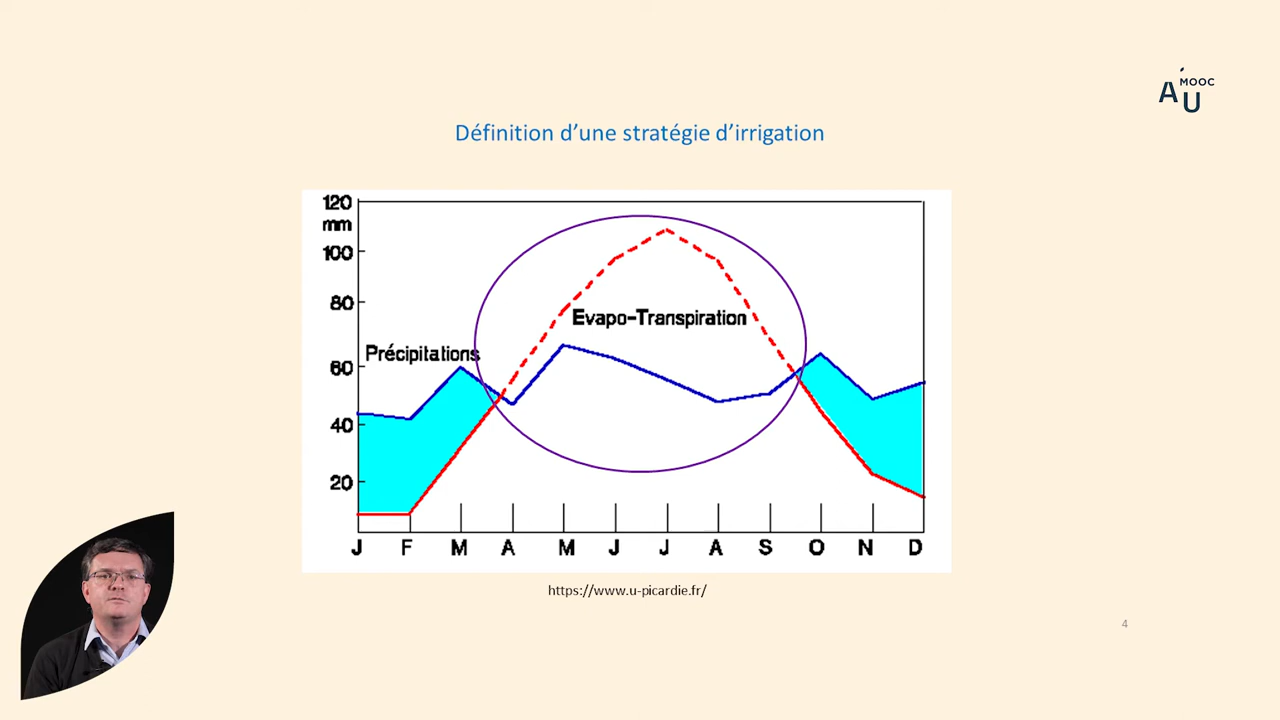 MOOC
A U
Définition d'une stratégie d'irrigation
120
mm
100
80
Evapo-Transpiration
Précipitations
60
40
20
J F M A M J J A S O N D
https://www.u-picardie.fr/
4